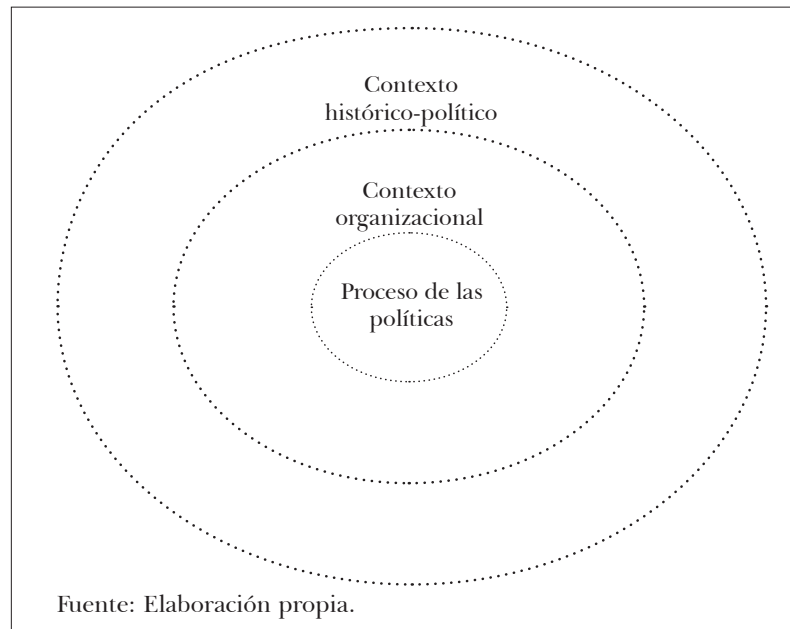 Contexto
histórico-político
Contexto
organizacional
Proceso de las
políticas
Fuente: Elaboración propia.